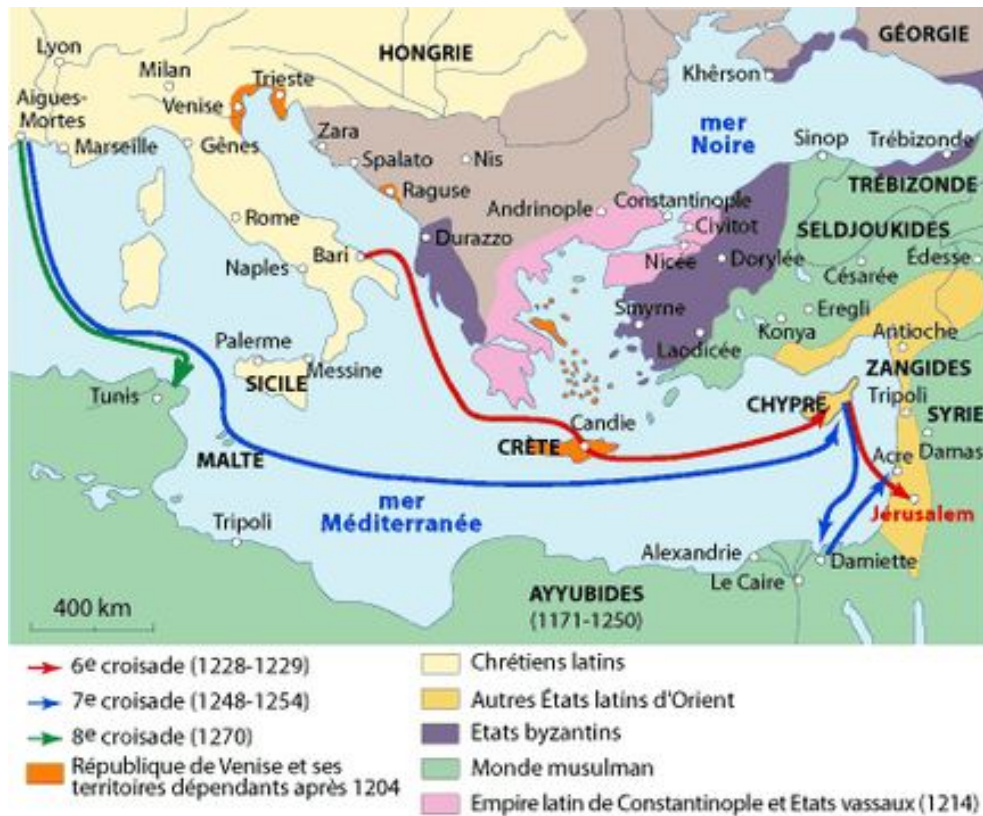 HONGRIE
GÉORGIE
Lyon
Milan
Trieste
Khêrson
Venise
Aigues-
Mortes
Marseille
Gênes
Zara
mer
Noire
Sinop
Trébizonde
Spalato
Nis
Raguse
TRÉBIZONDE
Andrinople
Constantinople
Rome
Civitot
SELDJOUKIDES
Durazzo
Bari
Naples
Nicée
Dorylée
Césarée
Édesse
Smyrne
Eregli
Konya
Antioche
Laodicée
Palerme
Messine
SICILE
ZANGIDES
Tunis
CHYPRE
Tripoli
SYRIE
Candie
CRÈTE
Damas
Acre
MALTE
mer
Méditerranée
Jérusalem
Tripoli
Alexandrie
Damiette
Le Caire
AYYUBIDES
(1171-1250)
400 km
6e croisade (1228-1229)
7e croisade (1248-1254)
8e croisade (1270)
République de Venise et ses
territoires dépendants après 1204
Chrétiens latins
Autres États latins d'Orient
Etats byzantins
Monde musulman
Empire latin de Constantinople et Etats vassaux (1214)